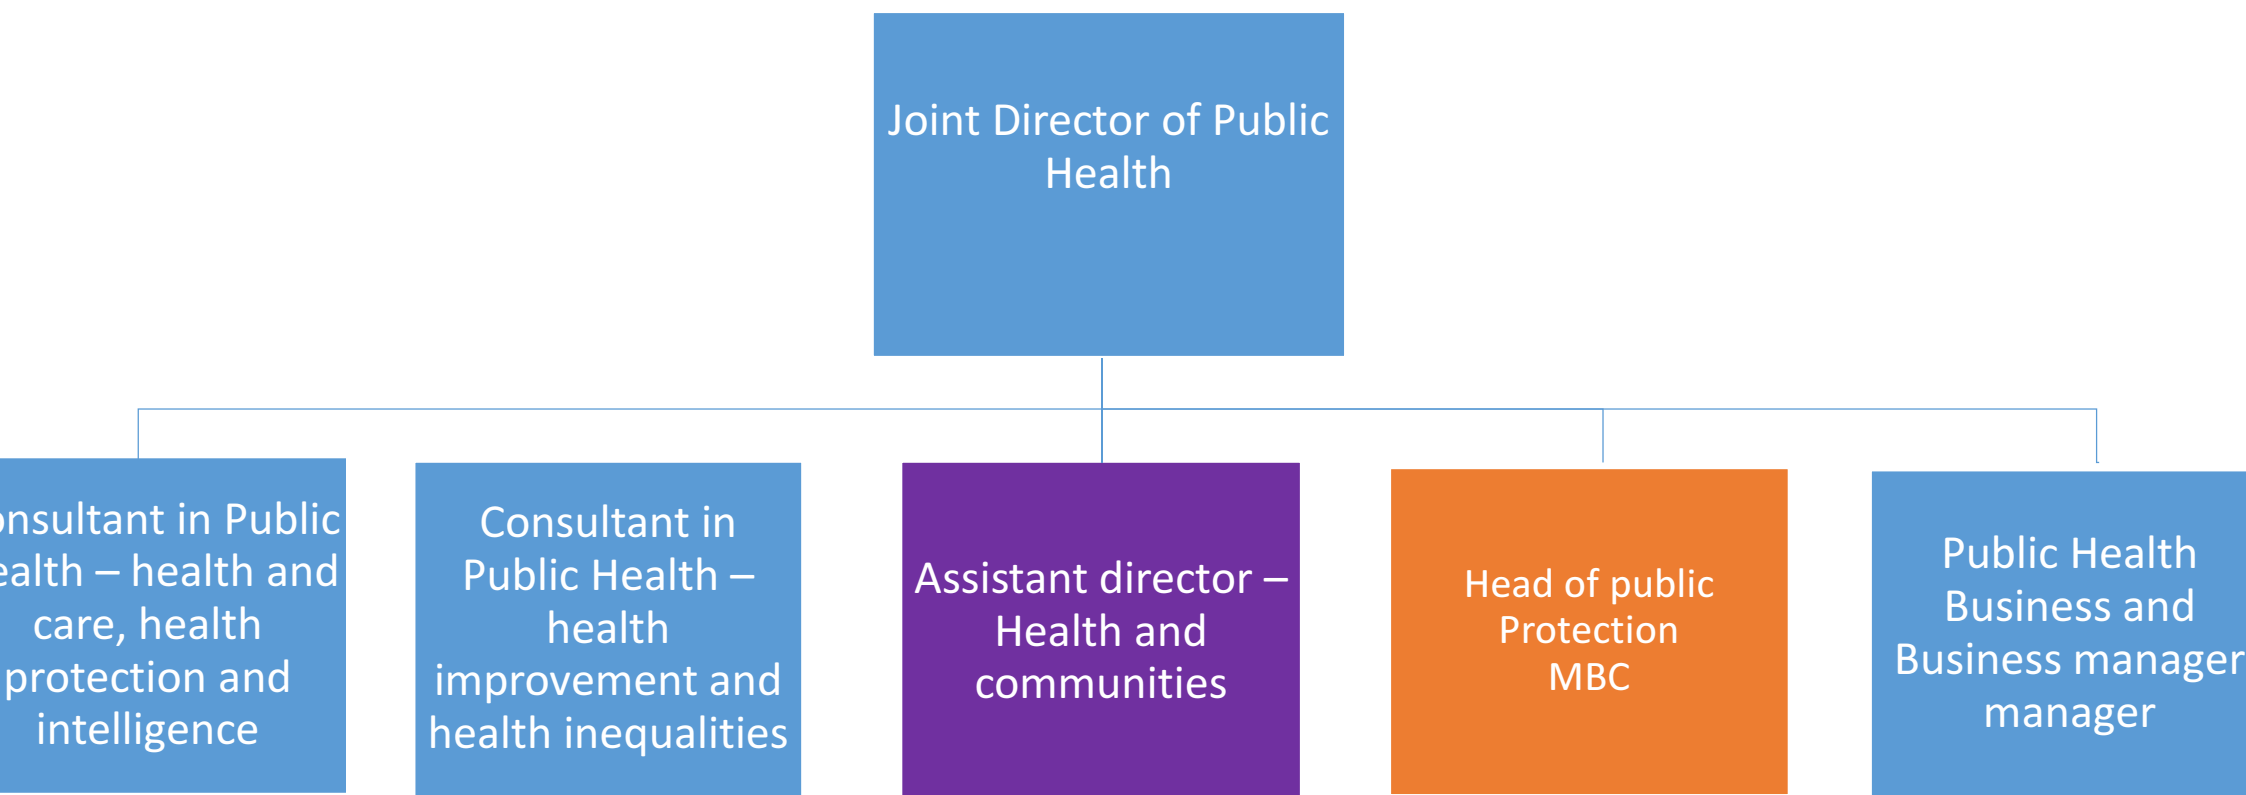 Joint Director of Public
Health
onsultant in Public
ealth – health and
care, health
protection and
intelligence
Consultant in
Public Health –
health
improvement and
health inequalities
Assistant director –
Health and
communities
Head of public
Protection
MBC
Public Health
Business and
Business manager
manager